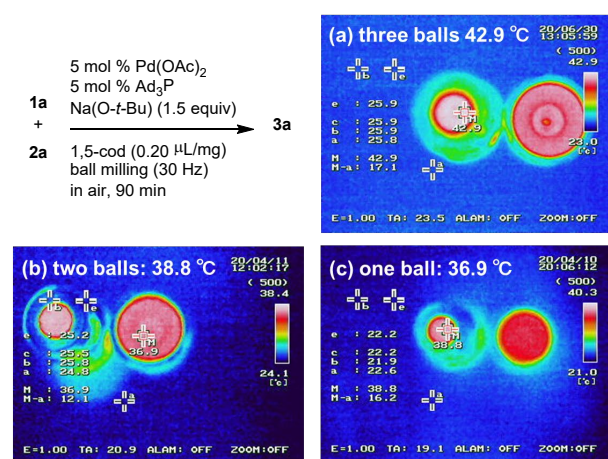 5 mol % Pd(OAc)2
5 mol % Ad3P
1a
Na(O-t-Bu) (1.5 equiv)
+
3a
2a
1,5-cod (0.20 μL/mg)
ball milling (30 Hz)
in air, 90 min
(a) three balls 42.9 ℃
20/06/30
13:05:59
( 500)
42.9
b
e
e : 25.9
c : 25.9
b : 25.9
a : 25.8
M : 42.9
M-a : 17.1
M
42.9
a
23.0
[℃]
E=1.00 TA: 23.5 ALAM: OFF ZOOM:OFF
(b) two balls: 38.8 ℃
20/04/11
12:02:17
( 500)
38.4
b
e
e : 25.2
c : 25.5
b : 25.8
a : 24.8
M : 36.9
M-a : 12.1
M
36.9
a
24.1
[℃]
E=1.00 TA: 20.9 ALAM: OFF ZOOM:OFF
(c) one ball: 36.9 ℃
20/04/10
20:06:12
( 500)
40.3
b
e
e : 22.2
c : 22.2
b : 21.9
a : 22.6
M : 38.8
M-a : 16.2
M
38.8
a
21.0
[℃]
E=1.00 TA: 19.1 ALAM: OFF ZOOM:OFF